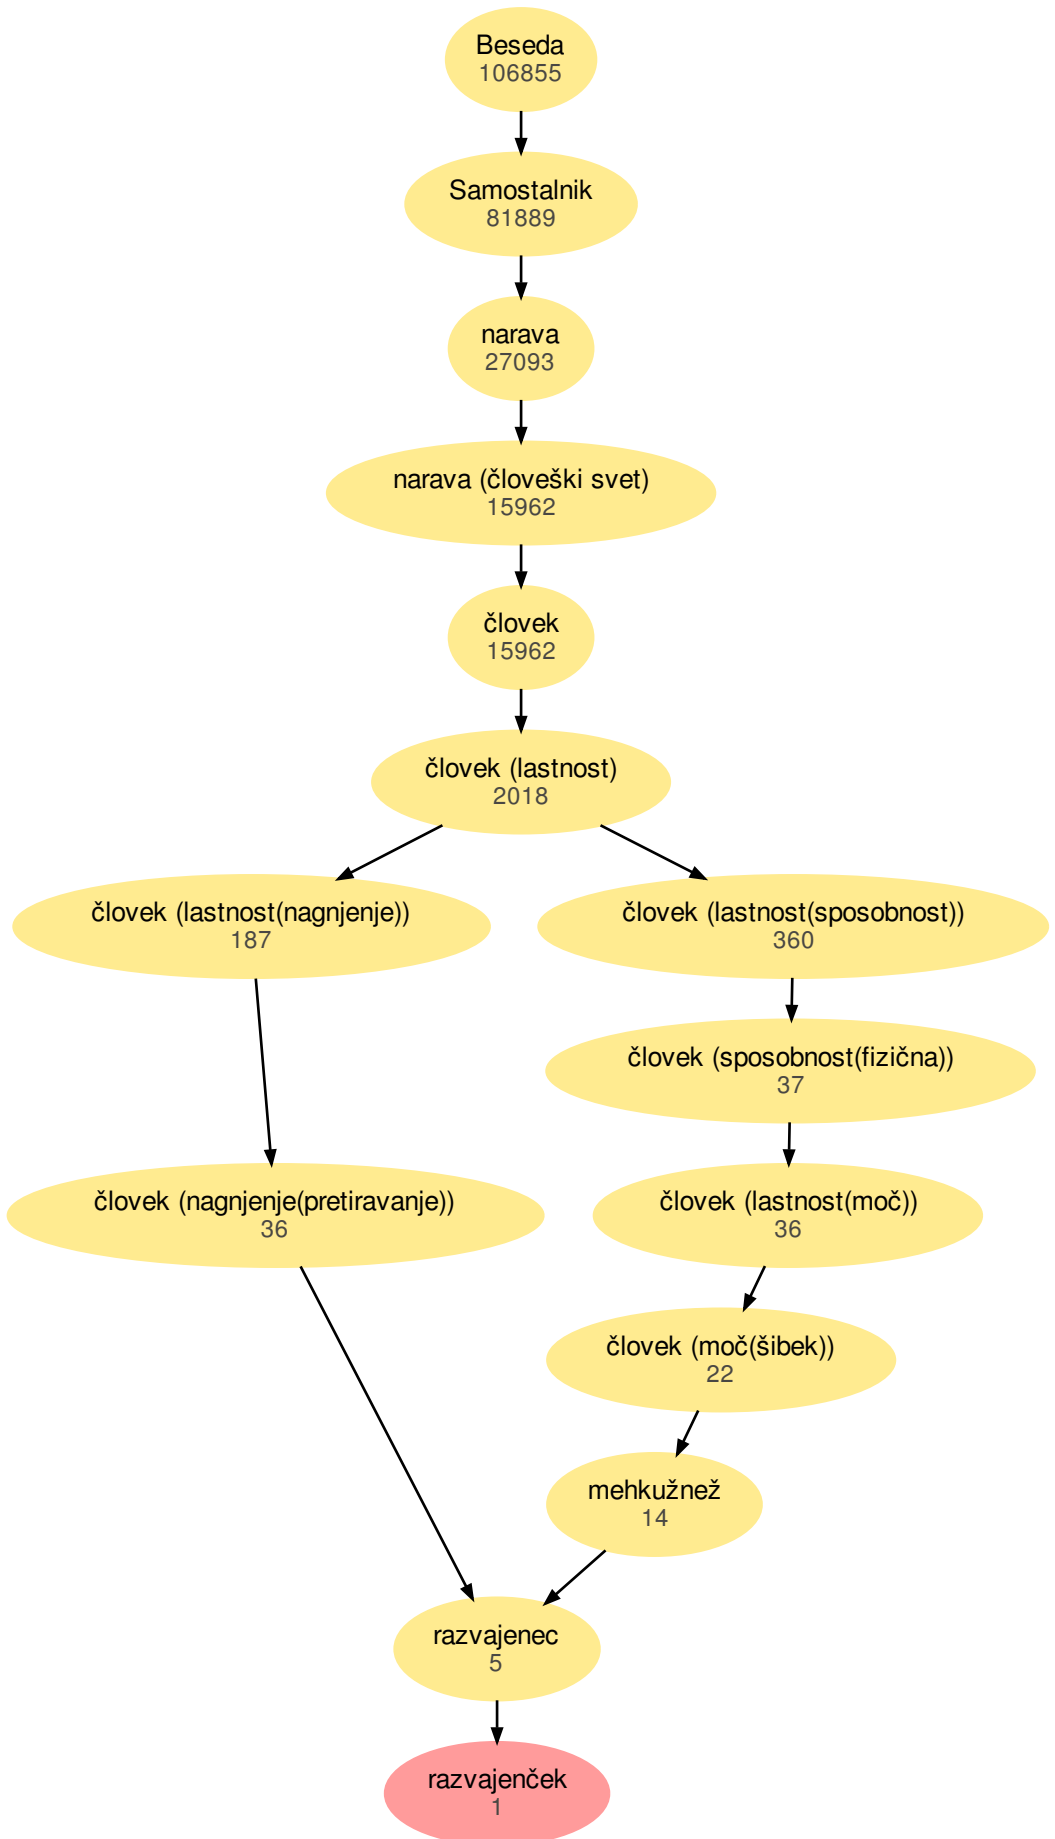 Beseda
106855
Samostalnik
81889
narava
27093
narava (človeški svet)
15962
človek
15962
človek (lastnost)
2018
človek (lastnost(nagnjenje))
187
človek (lastnost(sposobnost))
360
človek (sposobnost(fizična))
37
človek (nagnjenje(pretiravanje))
36
človek (lastnost(moč))
36
človek (moč(šibek))
22
mehkužnež
14
razvajenec
5
razvajenček
1